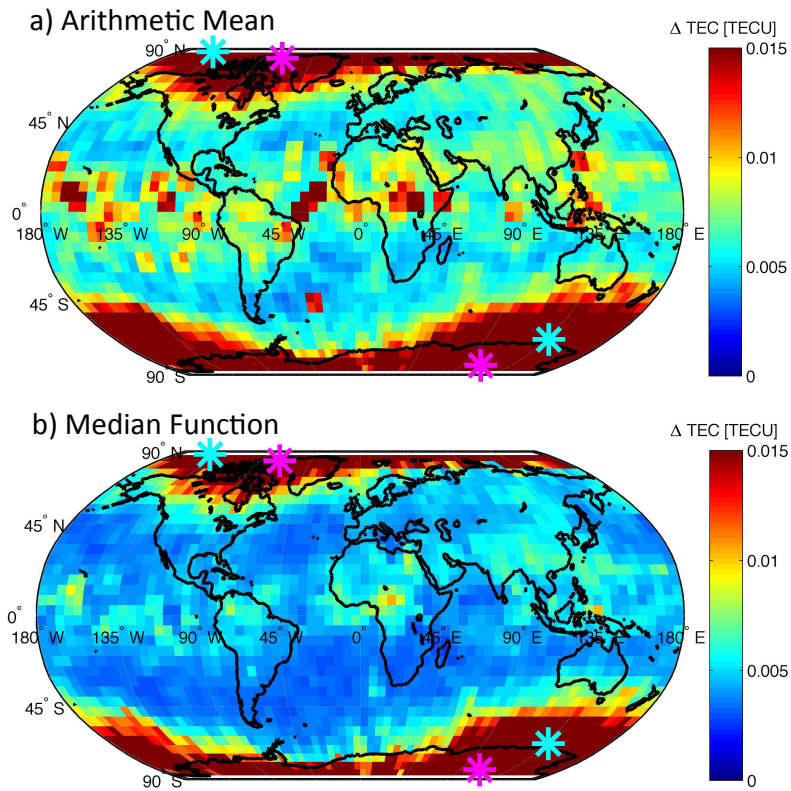 a) Arithmetic Mean
Δ TEC [TECU]
90° N
0.015
45° N
0.01
0°
180° W 135° W 90° W 45° W 0° 45° E 90° E 135° E 180° E
0.005
45° S
90° S
0
b) Median Function
Δ TEC [TECU]
90° N
0.015
45° N
0.01
0°
180° W 135° W 90° W 45° W 0° 45° E 90° E 135° E 180° E
0.005
45° S
90° S
0